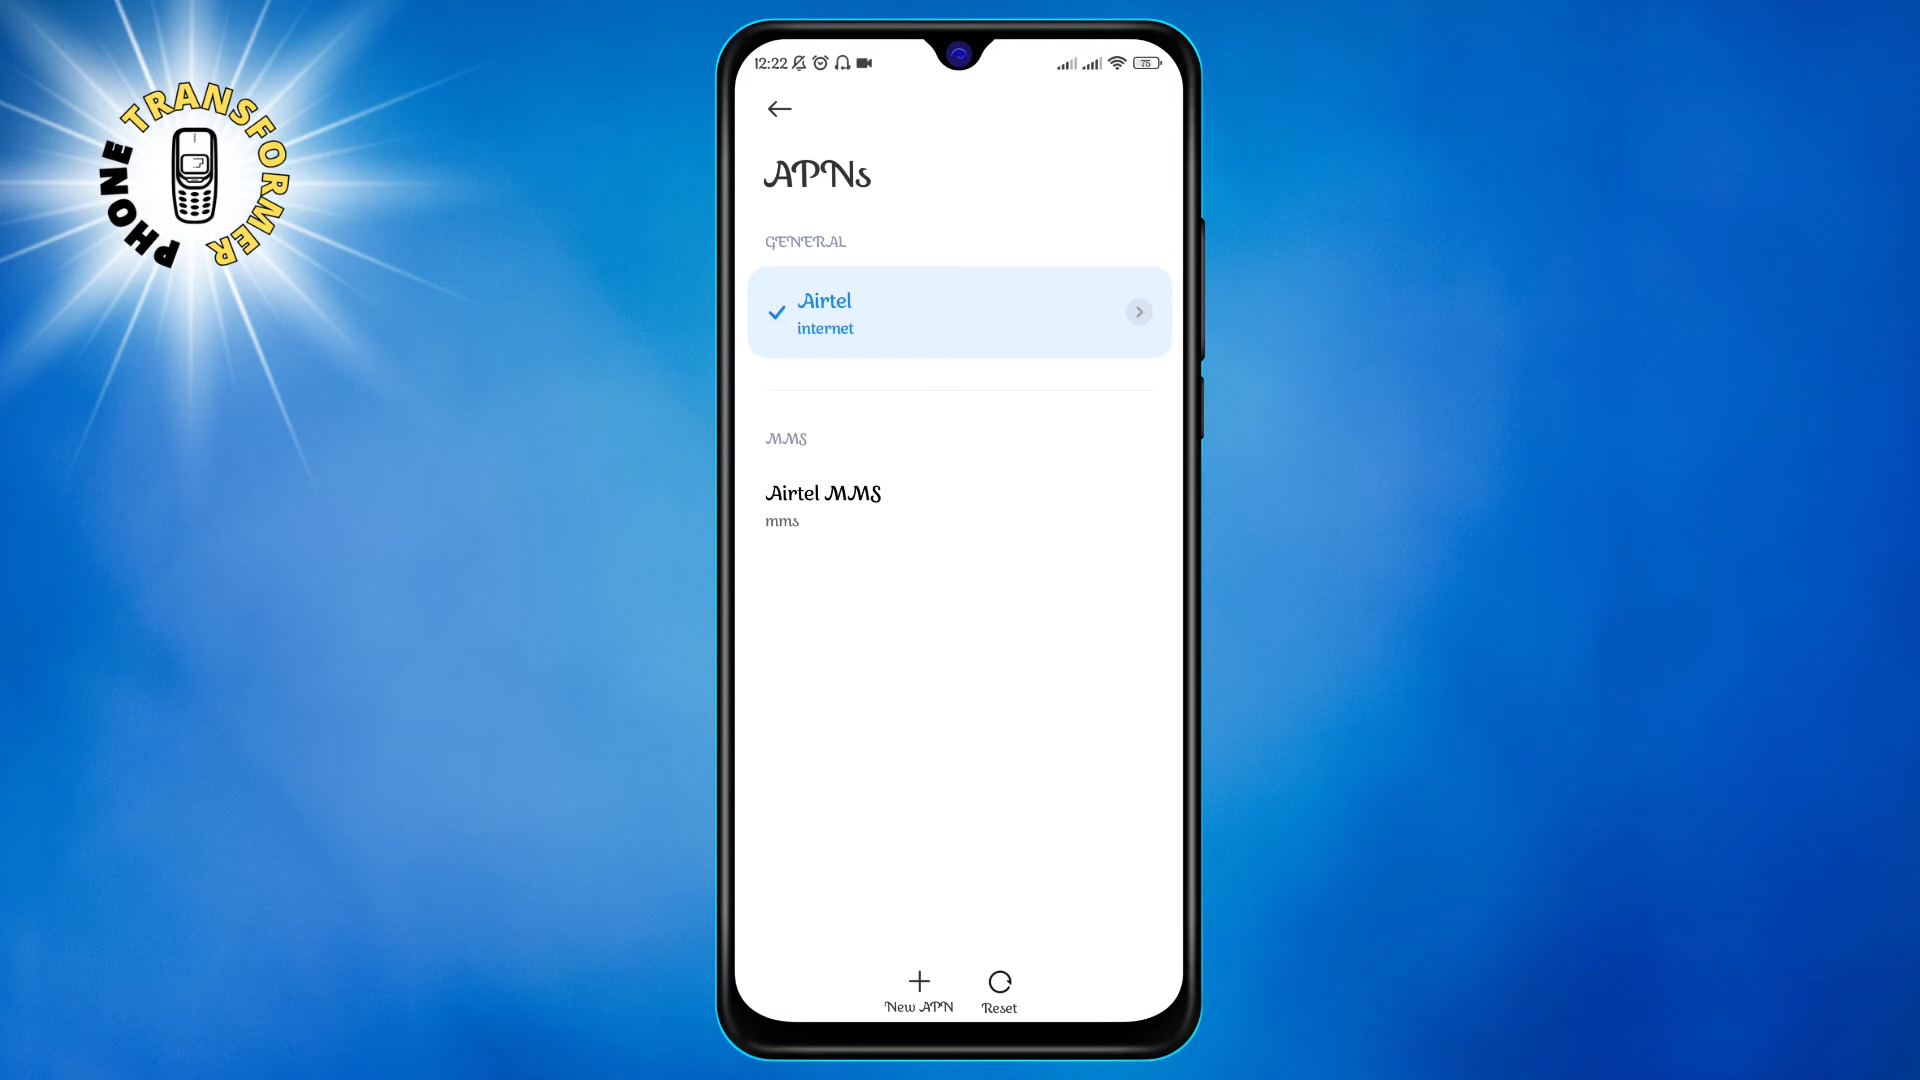 PHONE TRANSFORMER
12:22
75
APNs
GENERAL
Airtel
internet
MMS
Airtel MMS
mms
New APN
Reset